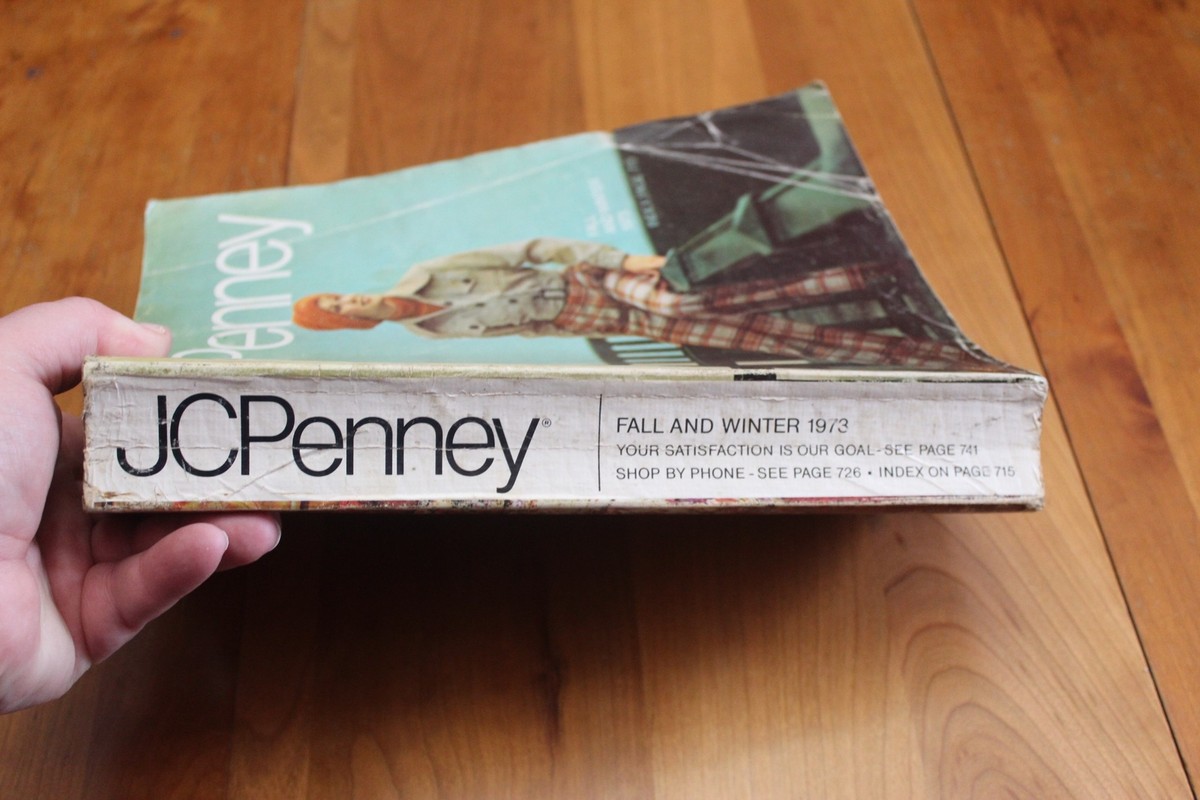 Penney
JCPenney®
FALL AND WINTER 1973
YOUR SATISFACTION IS OUR GOAL-SEE PAGE 741
SHOP BY PHONE - SEE PAGE 726 • INDEX ON PAGE 715